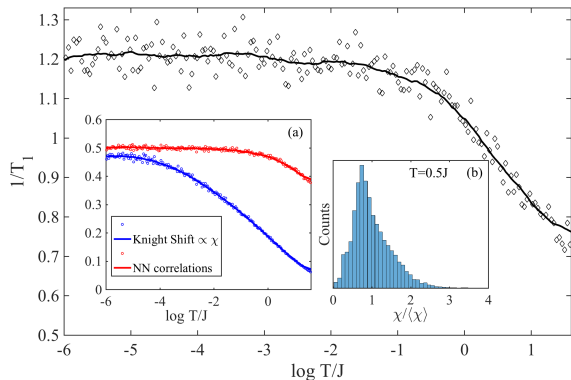 1.3
1.2
1.1
1
0.9
0.8
0.7
0.6
0.5
1/T₁
-6 -5 -4 -3 -2 -1 0 1
log T/J
(a)
0.6
0.5
0.4
0.3
0.2
0.1
0
Knight Shift ∝ χ
NN correlations
-6 -4 -2 0
log T/J
T=0.5J (b)
Counts
0 1 2 3 4
χ/⟨χ⟩